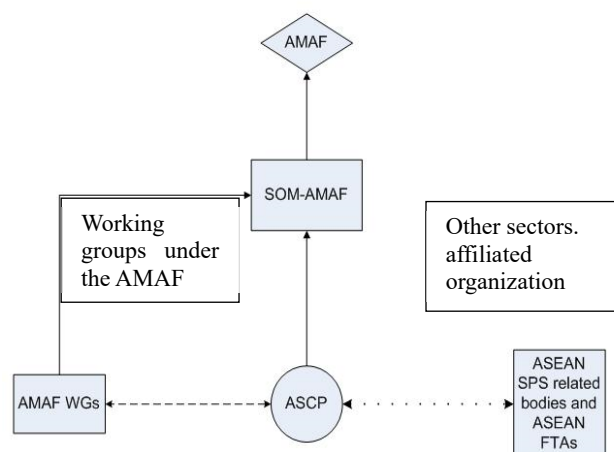 AMAF
SOM-AMAF
Working
groups under
the AMAF
Other sectors.
affiliated
organization
AMAF WGs
ASCP
ASEAN
SPS related
bodies and
ASEAN
FTAs